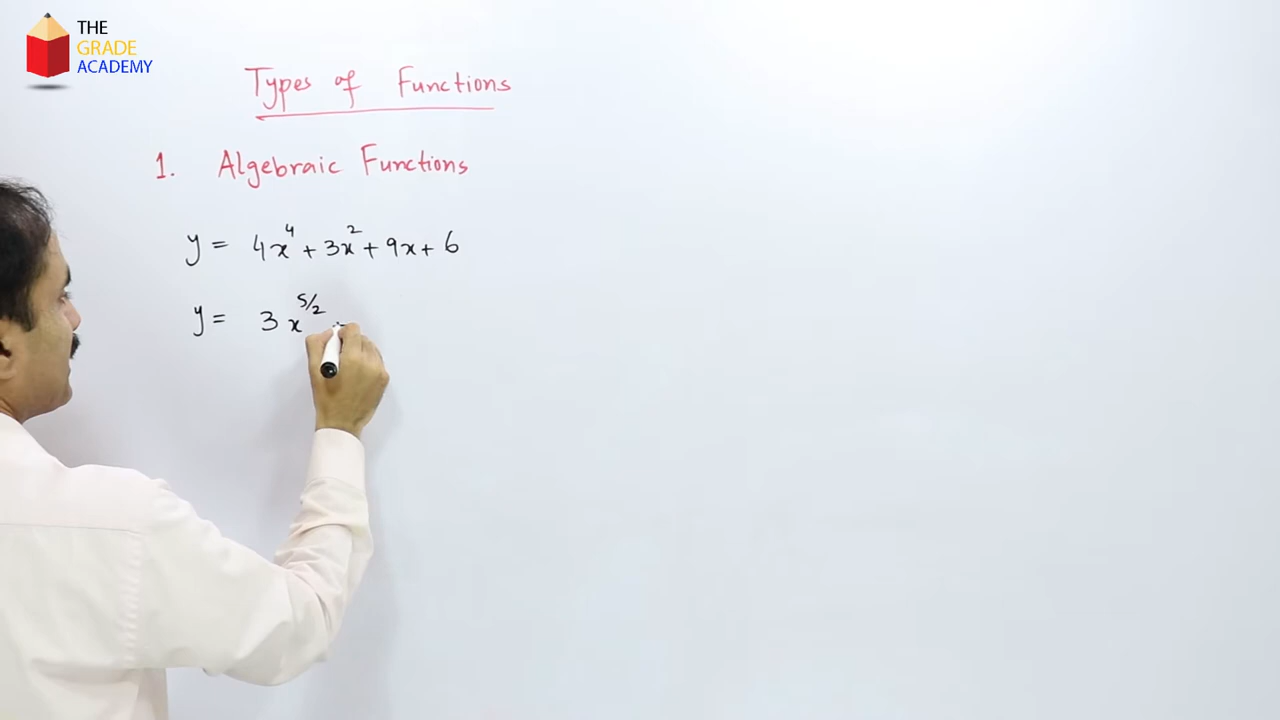 THE
GRADE
ACADEMY
Types of Functions
1. Algebraic Functions
y = 4x⁴ + 3x² + 9x + 6
y = 3x^5/2